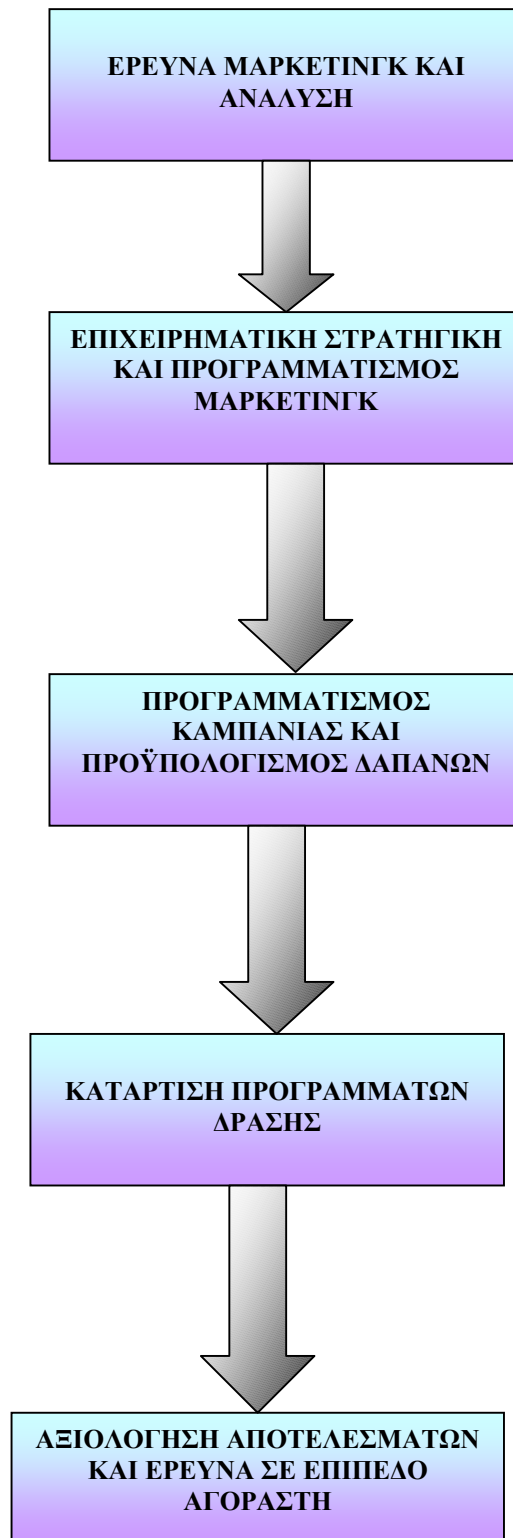 ΕΡΕΥΝΑ ΜΑΡΚΕΤΙΝΓΚ ΚΑΙ
ΑΝΑΛΥΣΗ
ΕΠΙΧΕΙΡΗΜΑΤΙΚΗ ΣΤΡΑΤΗΓΙΚΗ
ΚΑΙ ΠΡΟΓΡΑΜΜΑΤΙΣΜΟΣ
ΜΑΡΚΕΤΙΝΓΚ
ΠΡΟΓΡΑΜΜΑΤΙΣΜΟΣ
ΚΑΜΠΑΝΙΑΣ ΚΑΙ
ΠΡΟΫΠΟΛΟΓΙΣΜΟΣ ΔΑΠΑΝΩΝ
ΚΑΤΑΡΤΙΣΗ ΠΡΟΓΡΑΜΜΑΤΩΝ
ΔΡΑΣΗΣ
ΑΞΙΟΛΟΓΗΣΗ ΑΠΟΤΕΛΕΣΜΑΤΩΝ
ΚΑΙ ΕΡΕΥΝΑ ΣΕ ΕΠΙΠΕΔΟ
ΑΓΟΡΑΣΤΗ